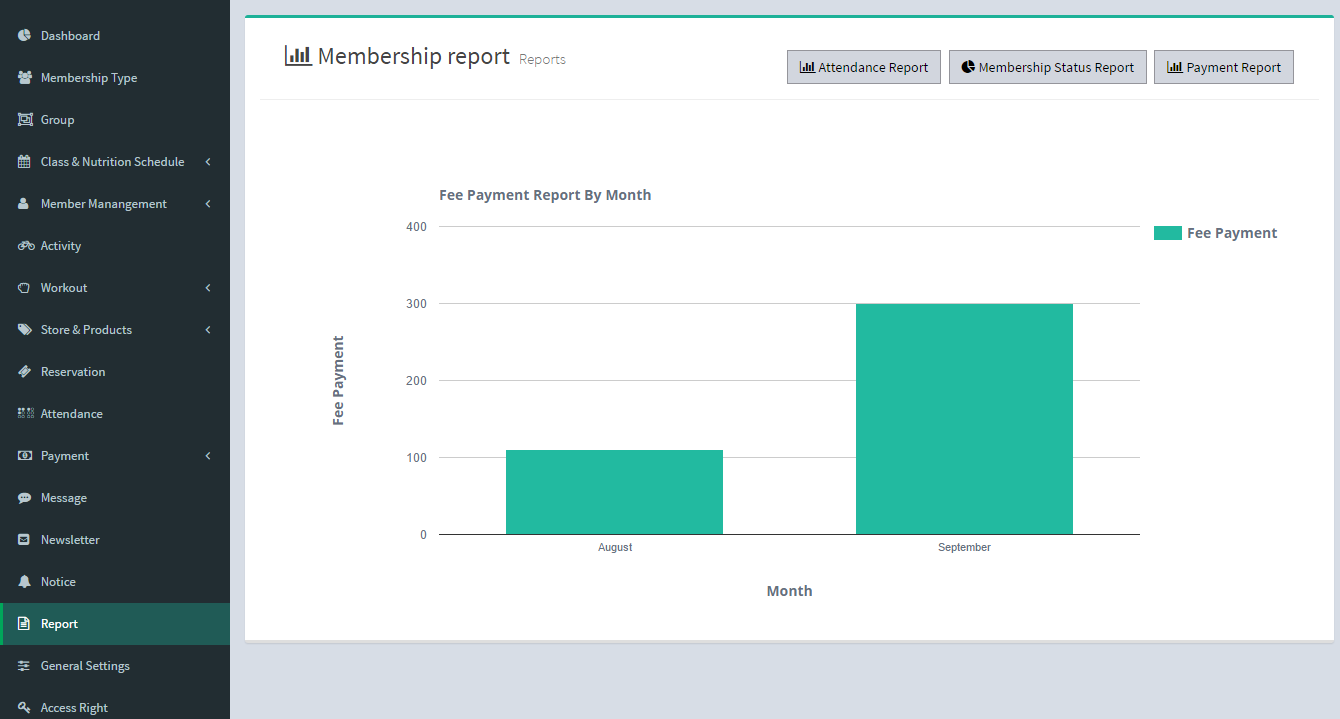 Dashboard
Membership Type
Group
Class & Nutrition Schedule
Member Manangement
Activity
Workout
Store & Products
Reservation
Attendance
Payment
Message
Newsletter
Notice
Report
General Settings
Access Right
Membership report Reports
Attendance Report
Membership Status Report
Payment Report
Fee Payment Report By Month
Fee Payment
400
300
200
100
0
Fee Payment
August
September
Month